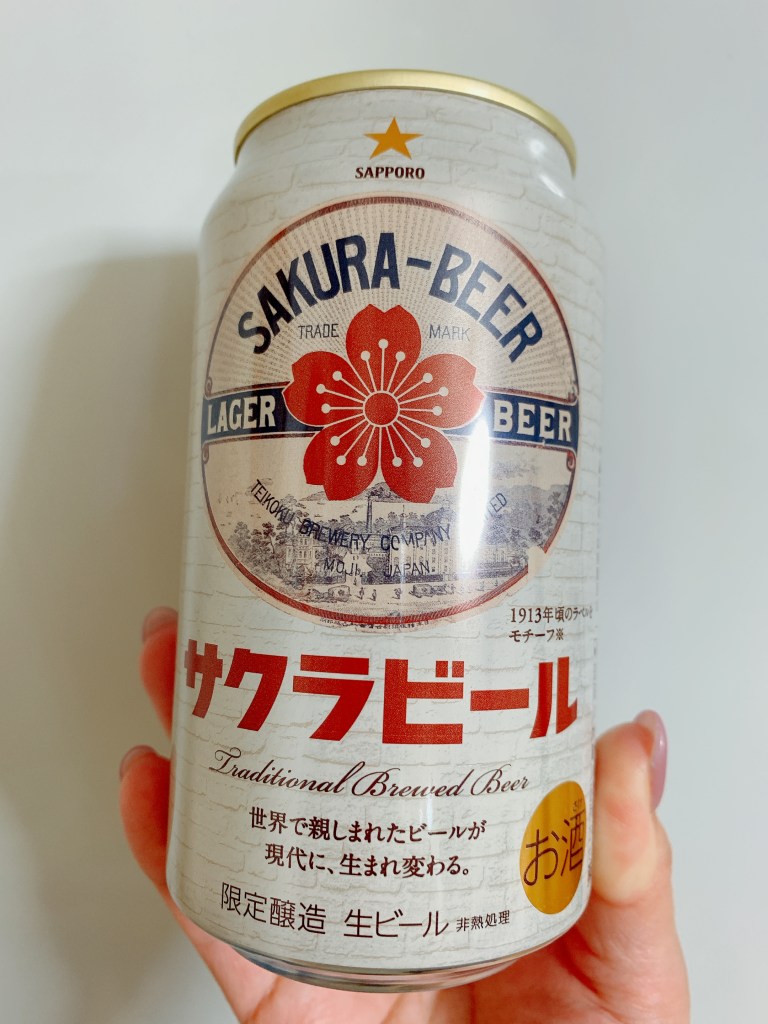 SAPPORO
SAKURA-BEER
TRADE MARK
LAGER BEER
TEIKOKU BREWERY COMPANY
MOJI. JAPAN.
1913年頃のラベルを
モチーフ※
サクラビール
Traditional Brewed Beer
世界で親しまれたビールが
現代に、生まれ変わる。
お酒
限定醸造 生ビール 非熱処理